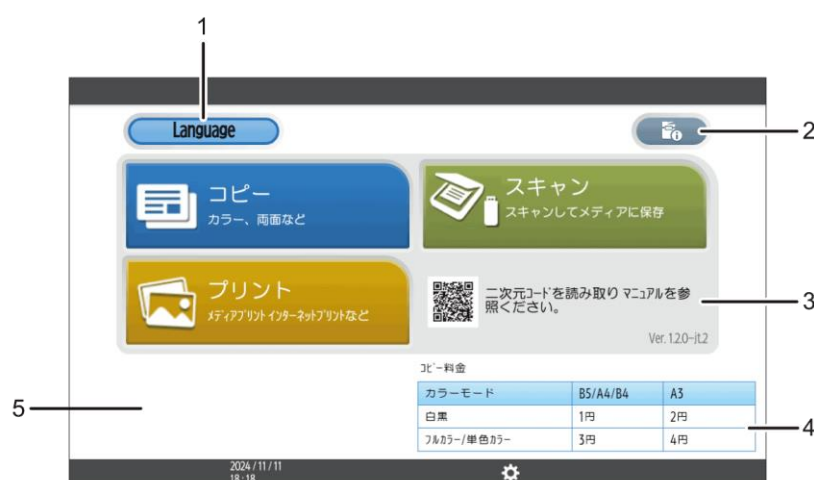 1
Language
2
コピー
カラー、両面など
スキャン
スキャンしてメディアに保存
プリント
メディアプリント インターネットプリントなど
二次元コードを読み取り マニュアルを参
照ください。
3
Ver. 1.2.0-jt.2
コピー料金
カラーモード B5/A4/B4 A3
白黒 1円 2円
フルカラー/単色カラー 3円 4円
4
5
2024/11/11
18:18